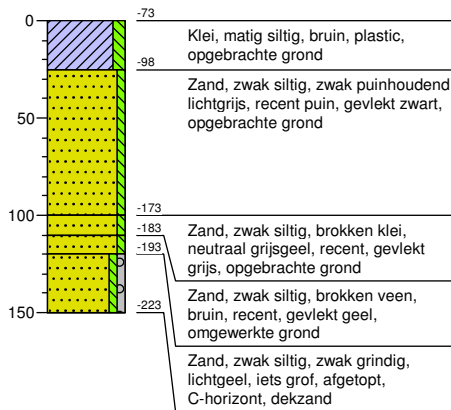 0
50
100
150
-73
-98
-173
-183
-193
-223
Klei, matig siltig, bruin, plastic,
opgebrachte grond
Zand, zwak siltig, zwak puinhoudend
lichtgrijs, recent puin, gevlekt zwart,
opgebrachte grond
Zand, zwak siltig, brokken klei,
neutraal grijsgeel, recent, gevlekt
grijs, opgebrachte grond
Zand, zwak siltig, brokken veen,
bruin, recent, gevlekt geel,
omgewerkte grond
Zand, zwak siltig, zwak grindig,
lichtgeel, iets grof, afgetopt,
C-horizont, dekzand